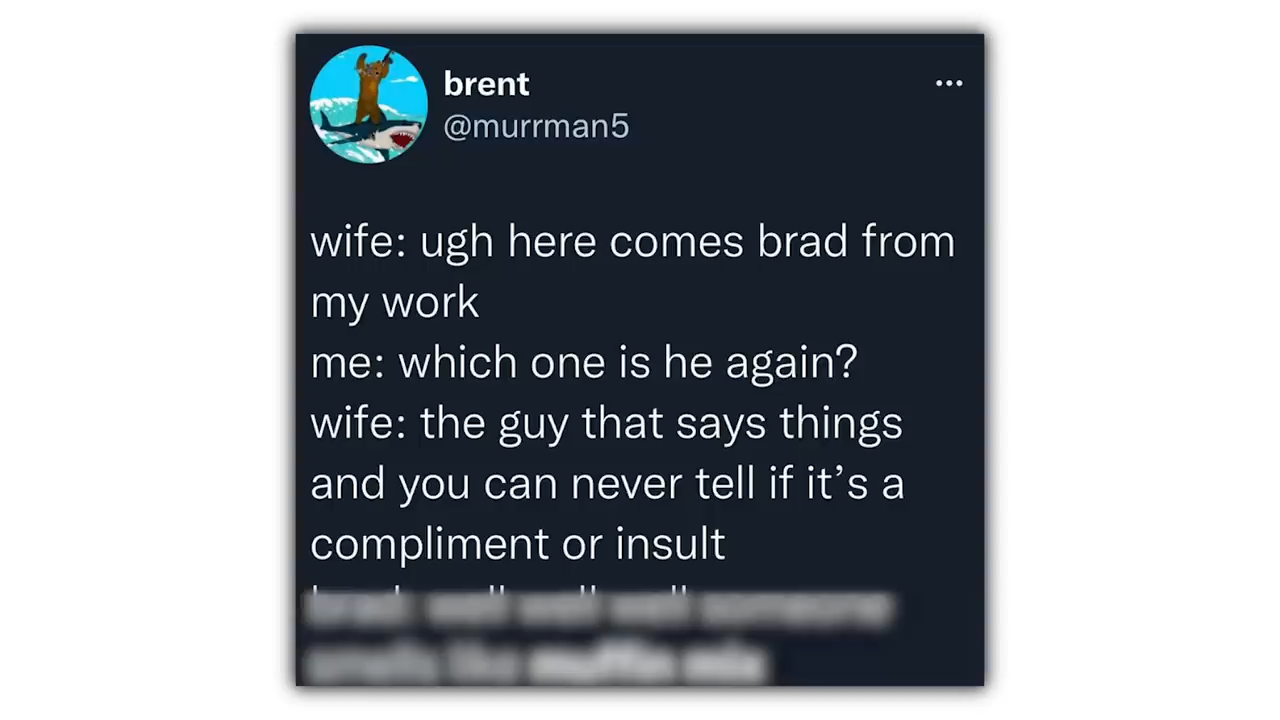 brent
@murrman5
wife: ugh here comes brad from
my work
me: which one is he again?
wife: the guy that says things
and you can never tell if it’s a
compliment or insult